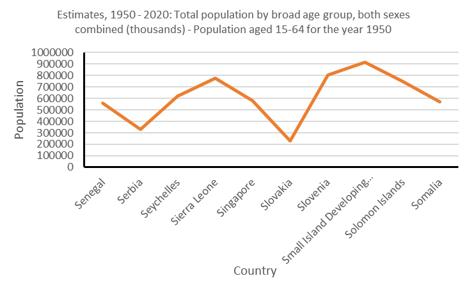 Estimates, 1950 - 2020: Total population by broad age group, both sexes
combined (thousands) - Population aged 15-64 for the year 1950
1000000
900000
800000
700000
600000
500000
400000
300000
200000
100000
0
Population
Senegal
Serbia
Seychelles
Sierra Leone
Singapore
Slovakia
Slovenia
Small Island Developing...
Solomon Islands
Somalia
Country